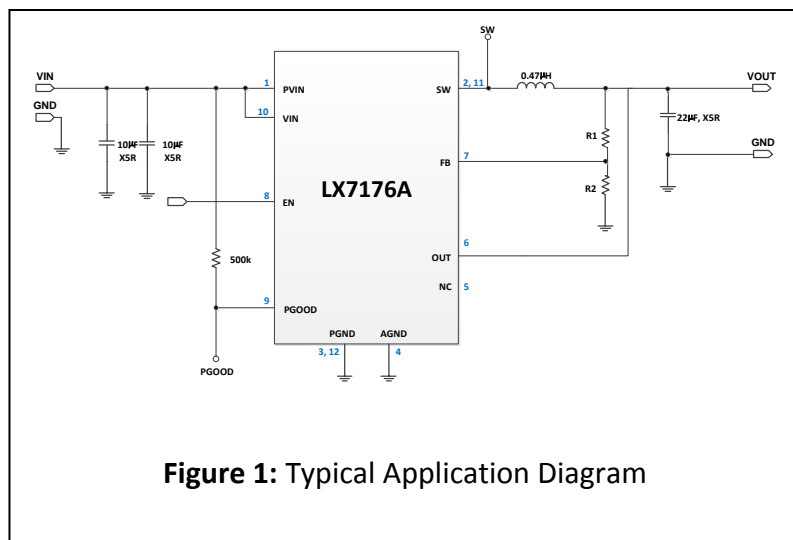 SW
VIN
GND
1
PVIN
10
VIN
10µF
X5R
10µF
X5R
8
EN
500k
9
PGOOD
PGOOD
LX7176A
SW
2, 11
0.47µH
VOUT
22µF, X5R
GND
R1
R2
FB
7
OUT
6
NC
5
PGND
3, 12
AGND
4
Figure 1: Typical Application Diagram